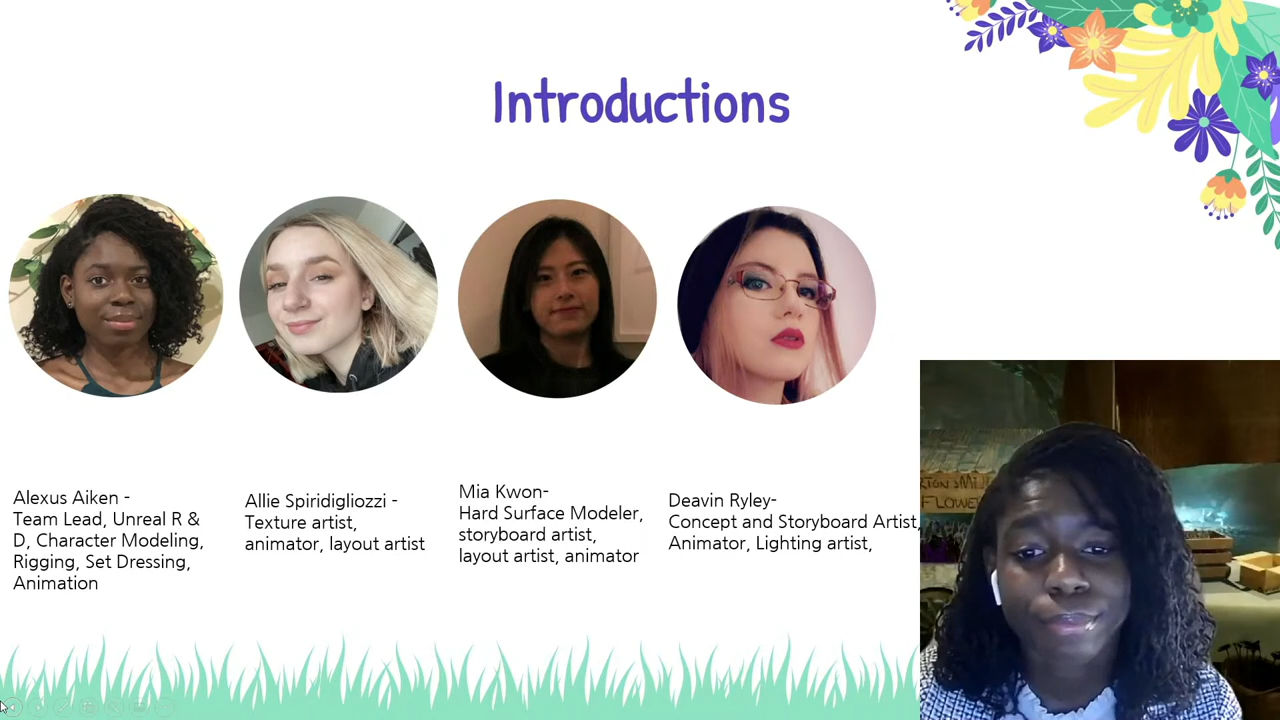 Introductions
Alexus Aiken -
Team Lead, Unreal R &
D, Character Modeling,
Rigging, Set Dressing,
Animation
Allie Spiridigliozzi -
Texture artist,
animator, layout artist
Mia Kwon-
Hard Surface Modeler,
storyboard artist,
layout artist, animator
Deavin Ryley-
Concept and Storyboard Artist,
Animator, Lighting artist,
FLOWE